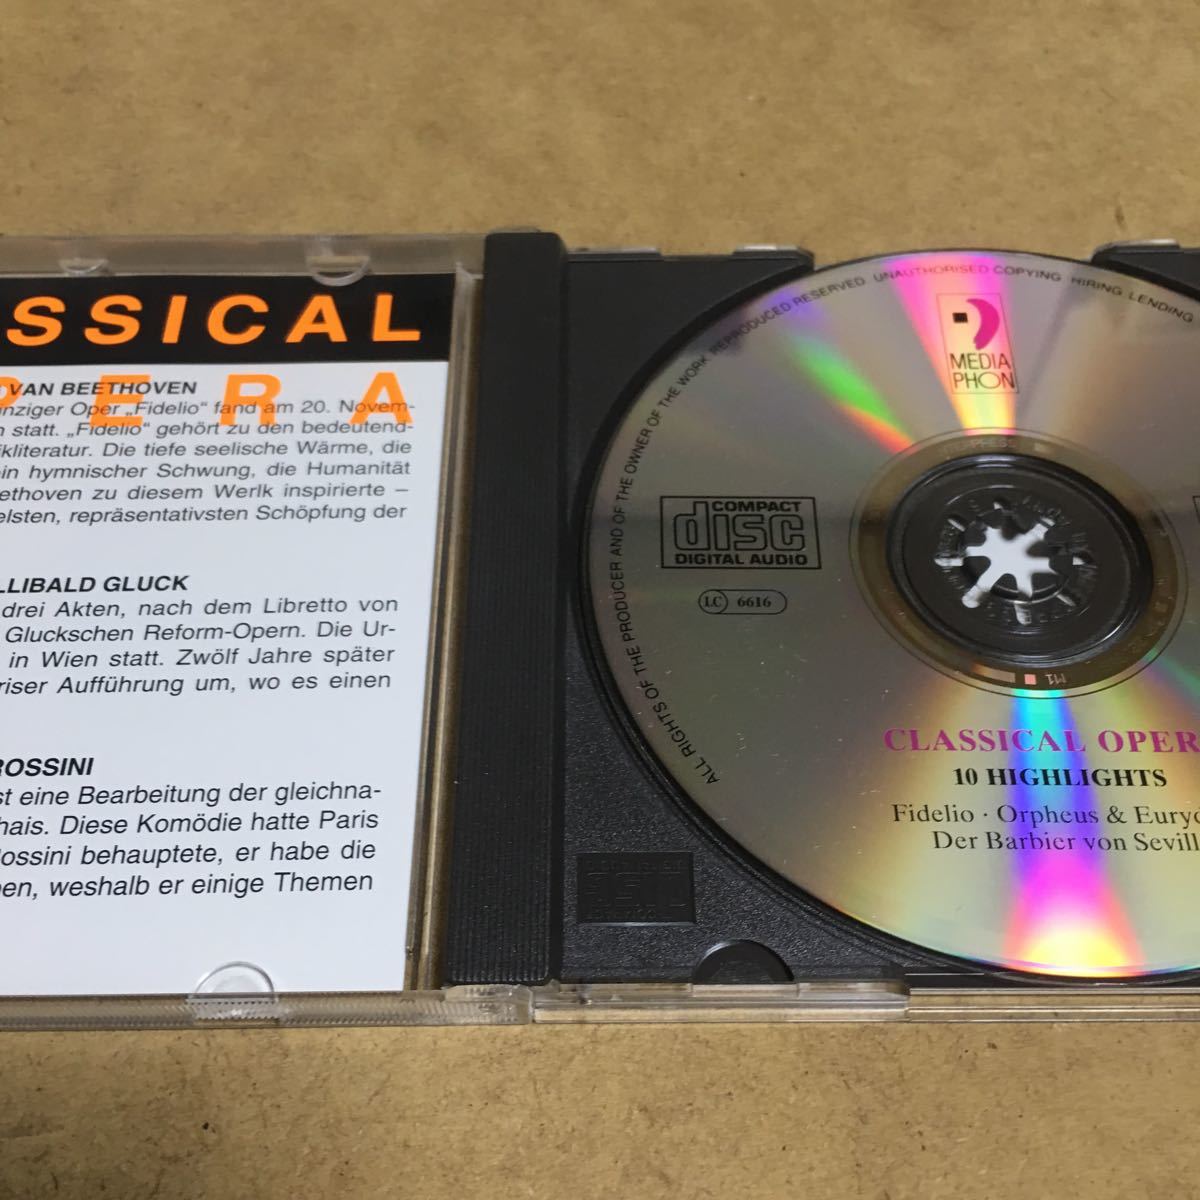 SSICAL
PERA
VAN BEETHOVEN
nziger Oper „Fidelio“ fand am 20. Novem-
n statt. „Fidelio“ gehört zu den bedeutend-
ikliteratur. Die tiefe seelische Wärme, die
ein hymnischer Schwung, die Humanität
eethoven zu diesem Werlk inspirierte –
elsten, repräsentativsten Schöpfung der
LLIBALD GLUCK
drei Akten, nach dem Libretto von
Gluckschen Reform-Opern. Die Ur-
in Wien statt. Zwölf Jahre später
riser Aufführung um, wo es einen
ROSSINI
st eine Bearbeitung der gleichna-
hais. Diese Komödie hatte Paris
Rossini behauptete, er habe die
ben, weshalb er einige Themen
ALL RIGHTS OF THE PRODUCER AND OF THE OWNER OF THE WORK REPRODUCED RESERVED. UNAUTHORISED COPYING HIRING LENDING
MEDIA
PHON
COMPACT
disc
DIGITAL AUDIO
LC 6616
M1
CLASSICAL OPER
10 HIGHLIGHTS
Fidelio · Orpheus & Euryd
Der Barbier von Sevill